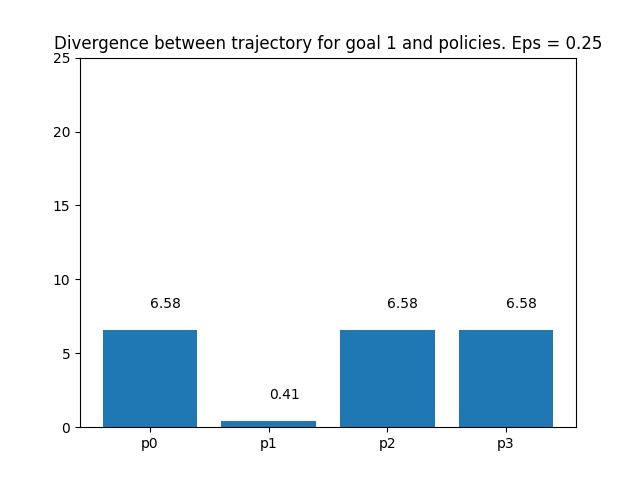 Divergence between trajectory for goal 1 and policies. Eps = 0.25
25
20
15
10
5
0
6.58
0.41
6.58
6.58
p0
p1
p2
p3